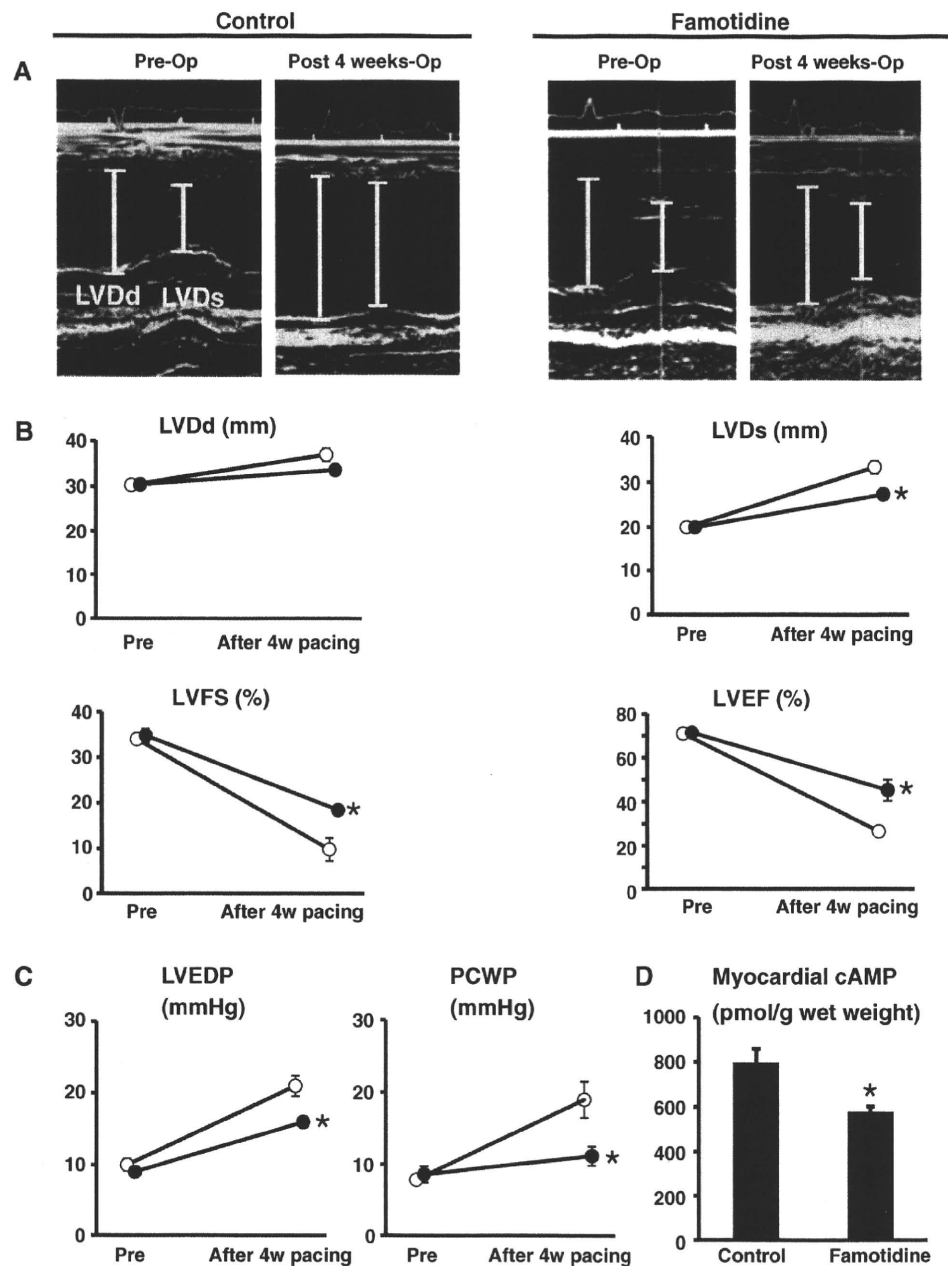 Control Famotidine
A Pre-Op Post 4 weeks-Op Pre-Op Post 4 weeks-Op
LVDd LVDs
B LVDd (mm) LVDs (mm)
40 40
30 30
20 20
10 10
0 0
Pre After 4w pacing Pre After 4w pacing
*
LVFS (%) LVEF (%)
40 80
30 60
20 40
10 20
0 0
Pre After 4w pacing Pre After 4w pacing
* *
C LVEDP PCWP D Myocardial cAMP
(mmHg) (mmHg) (pmol/g wet weight)
30 30 1000
20 20 800
10 10 600
0 0 400
200
0
Pre After 4w pacing Pre After 4w pacing Control Famotidine
* * *